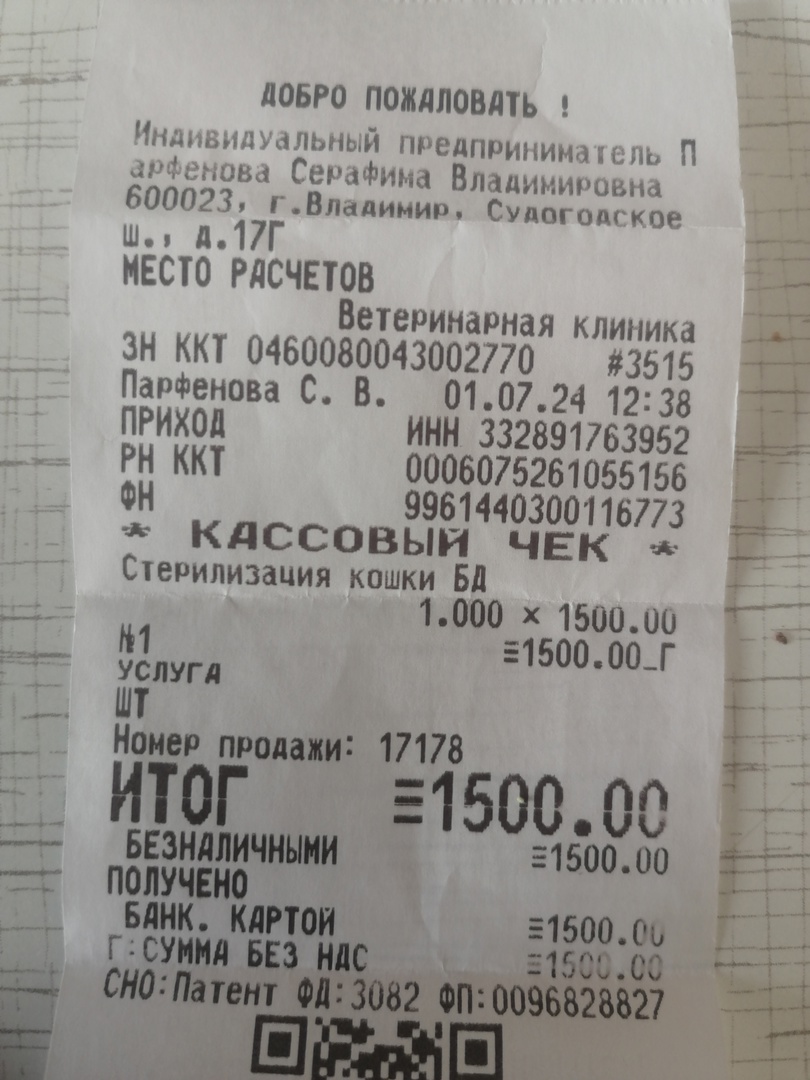 ДОБРО ПОЖАЛОВАТЬ !
Индивидуальный предприниматель П
арфенова Серафима Владимировна
600023, г.Владимир, Судогодское
ш., д.17Г
МЕСТО РАСЧЕТОВ
Ветеринарная клиника
ЗН ККТ 0460080043002770 #3515
Парфенова С. В. 01.07.24 12:38
ПРИХОД ИНН 332891763952
РН ККТ 0006075261055156
ФН 9961440300116773
* КАССОВЫЙ ЧЕК *
Стерилизация кошки БД
1.000 × 1500.00
№1 ≡1500.00_Г
УСЛУГА
ШТ
Номер продажи: 17178
ИТОГ ≡1500.00
БЕЗНАЛИЧНЫМИ ≡1500.00
ПОЛУЧЕНО
БАНК. КАРТОЙ ≡1500.00
Г:СУММА БЕЗ НДС ≡1500.00
СНО:Патент ФД:3082 ФП:0096828827